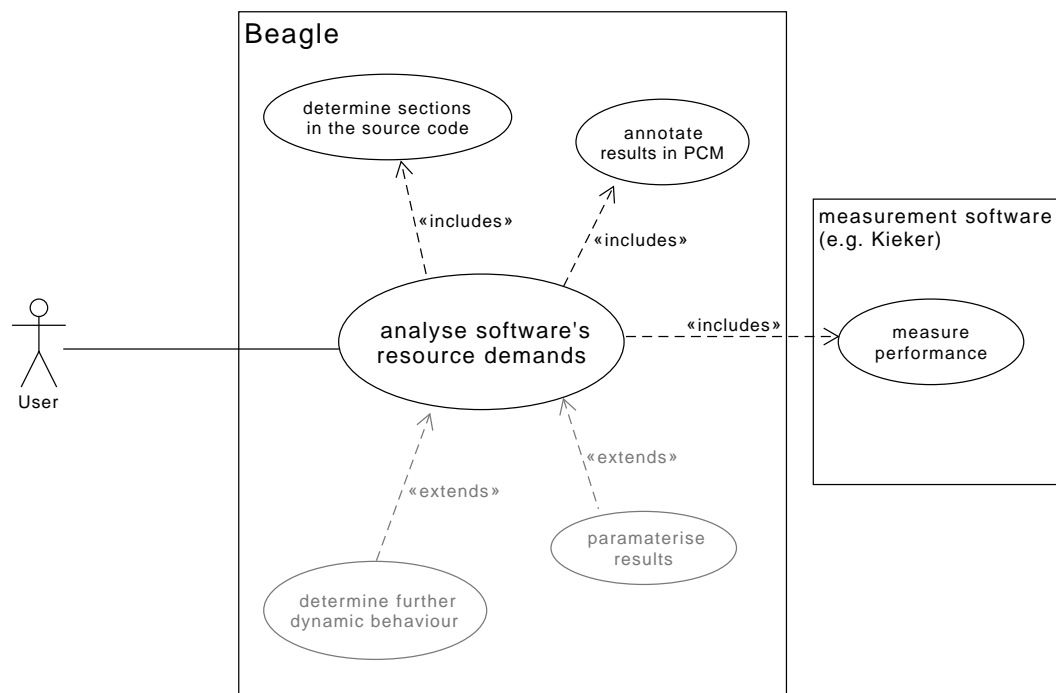 Beagle
determine sections
in the source code
annotate
results in PCM
«includes»
«includes»
measurement software
(e.g. Kieker)
analyse software's
resource demands
«includes»
measure
performance
User
«extends»
«extends»
paramaterise
results
determine further
dynamic behaviour